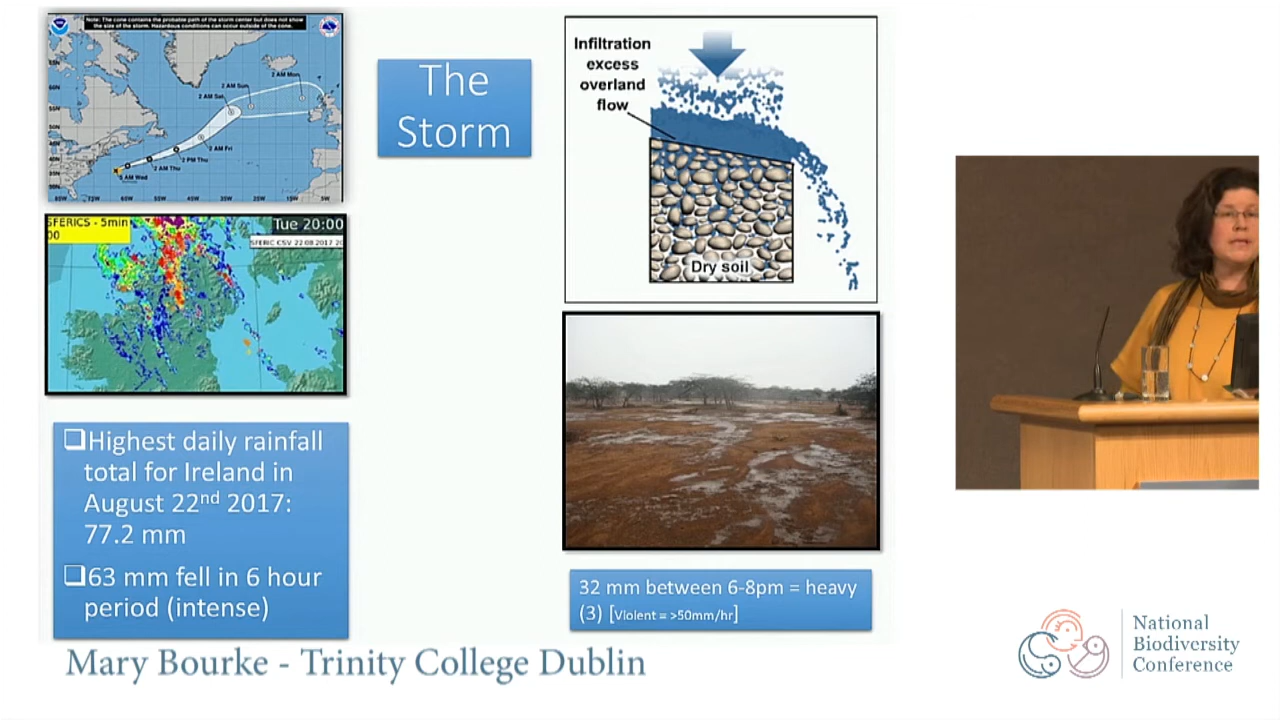 Note: The cone contains the probable path of the storm center but does not show
the size of the storm. Hazardous conditions can occur outside of the cone.
2 AM Mon
2 AM Sun
2 AM Sat
2 AM Fri
2 PM Thu
2 AM Thu
5 AM Wed
The
Storm
Infiltration
excess
overland
flow
Dry soil
SFERICS - 5min
00
Tue 20:00
SFERIC CSV 22 08 2017 20
❑Highest daily rainfall
total for Ireland in
August 22nd 2017:
77.2 mm
❑63 mm fell in 6 hour
period (intense)
32 mm between 6-8pm = heavy
(3) [Violent = >50mm/hr]
Mary Bourke - Trinity College Dublin
National
Biodiversity
Conference